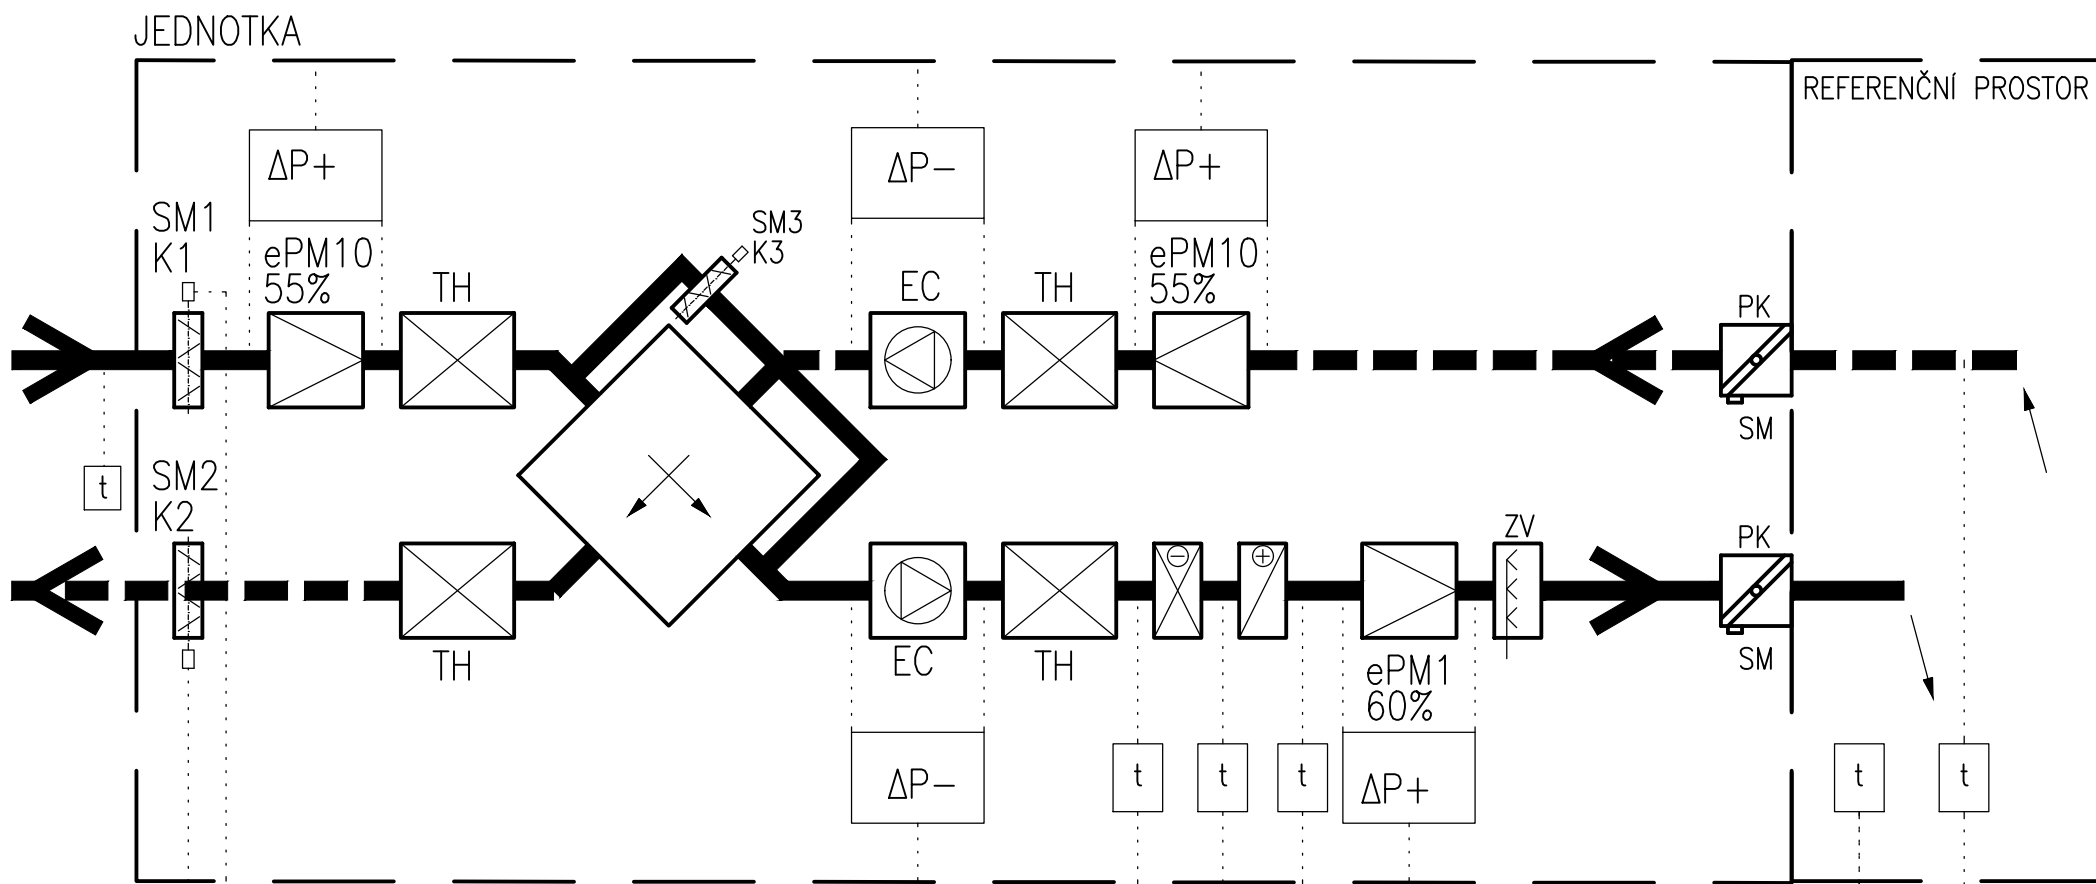 JEDNOTKA
REFERENČNÍ PROSTOR
ΔP+
ΔP−
ΔP+
SM1
K1
SM3
K3
ePM10
55%
TH
EC
TH
ePM10
55%
PK
SM
t
SM2
K2
ZV
PK
TH
EC
TH
ePM1
60%
SM
ΔP−
t
t
t
ΔP+
t
t